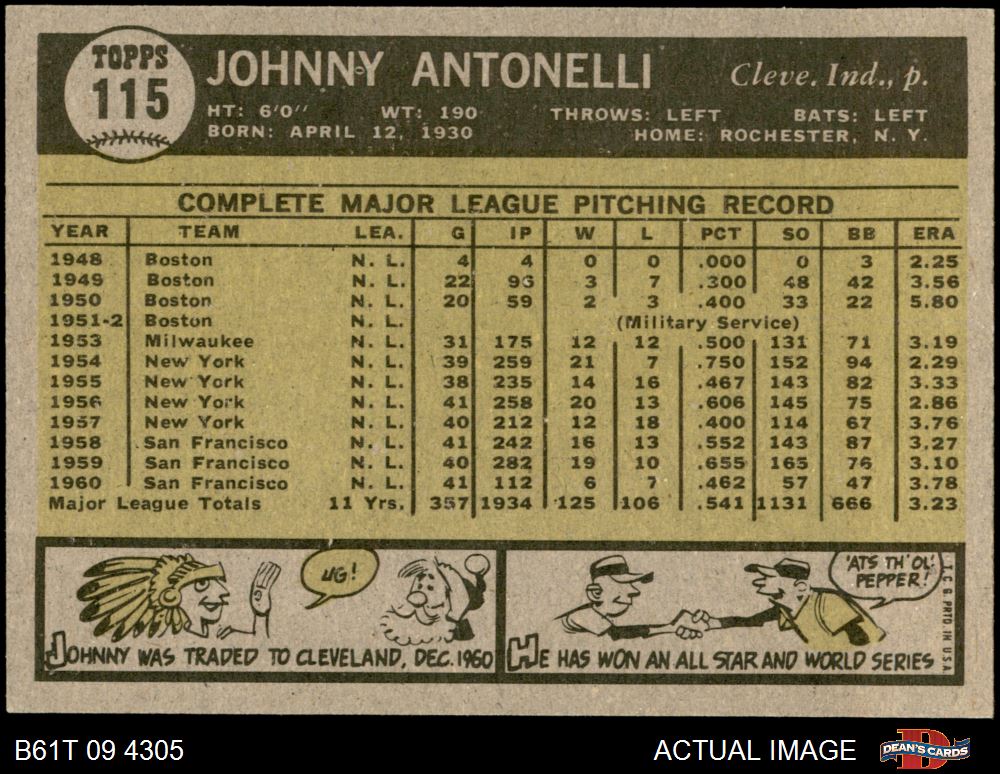 TOPPS
115
JOHNNY ANTONELLI Cleve. Ind., p.
HT: 6'0" WT: 190 THROWS: LEFT BATS: LEFT
BORN: APRIL 12, 1930 HOME: ROCHESTER, N. Y.
COMPLETE MAJOR LEAGUE PITCHING RECORD
YEAR TEAM LEA. G IP W L PCT SO BB ERA
1948 Boston N. L. 4 4 0 0 .000 0 3 2.25
1949 Boston N. L. 22 96 3 7 .300 48 42 3.56
1950 Boston N. L. 20 59 2 3 .400 33 22 5.80
1951-2 Boston N. L. (Military Service)
1953 Milwaukee N. L. 31 175 12 12 .500 131 71 3.19
1954 New York N. L. 39 259 21 7 .750 152 94 2.29
1955 New York N. L. 38 235 14 16 .467 143 82 3.33
1956 New York N. L. 41 258 20 13 .606 145 75 2.86
1957 New York N. L. 40 212 12 18 .400 114 67 3.76
1958 San Francisco N. L. 41 242 16 13 .552 143 87 3.27
1959 San Francisco N. L. 40 282 19 10 .655 165 76 3.10
1960 San Francisco N. L. 41 112 6 7 .462 57 47 3.78
Major League Totals 11 Yrs. 357 1934 125 106 .541 1131 666 3.23
UG!
JOHNNY WAS TRADED TO CLEVELAND, DEC. 1960
'ATS TH' OL'
PEPPER!
HE HAS WON AN ALL STAR AND WORLD SERIES
T. C. G. PRTD. IN U.S.A.
B61T 09 4305 ACTUAL IMAGE
DEAN'S CARDS